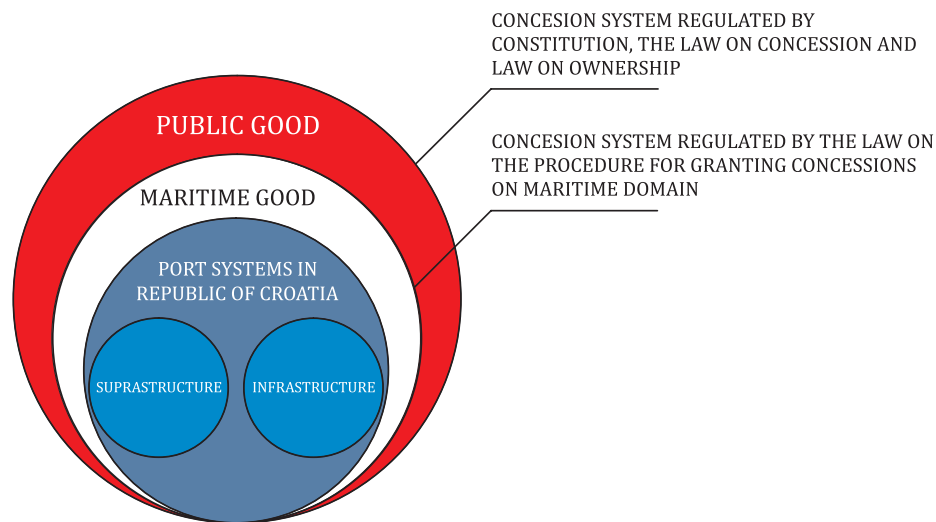 CONCESION SYSTEM REGULATED BY
CONSTITUTION, THE LAW ON CONCESSION AND
LAW ON OWNERSHIP
PUBLIC GOOD
CONCESION SYSTEM REGULATED BY THE LAW ON
THE PROCEDURE FOR GRANTING CONCESSIONS
ON MARITIME DOMAIN
MARITIME GOOD
PORT SYSTEMS IN
REPUBLIC OF CROATIA
SUPRASTRUCTURE
INFRASTRUCTURE